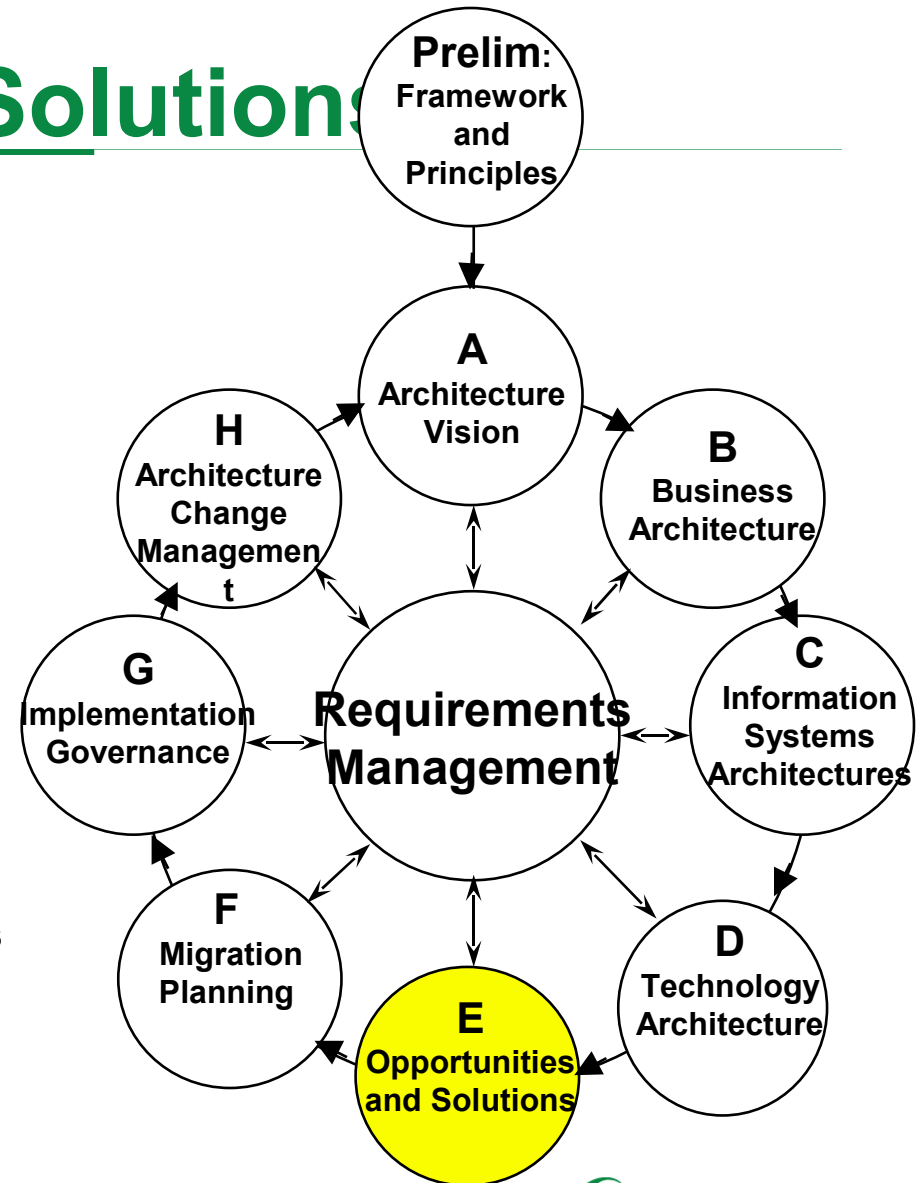 Solutions
Prelim:
Framework
and
Principles
A
Architecture
Vision
H
Architecture
Change
Managemen
t
B
Business
Architecture
G
Implementation
Governance
Requirements
Management
C
Information
Systems
Architectures
F
Migration
Planning
D
Technology
Architecture
E
Opportunities
and Solutions